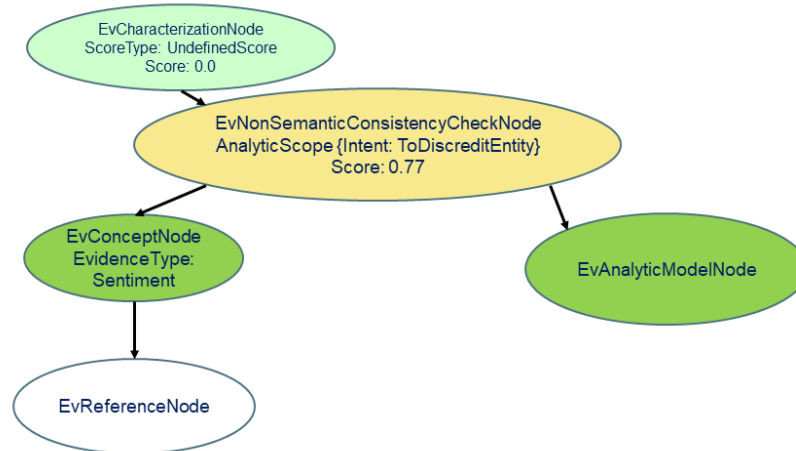 EvCharacterizationNode
ScoreType: UndefinedScore
Score: 0.0
EvNonSemanticConsistencyCheckNode
AnalyticScope {Intent: ToDiscreditEntity}
Score: 0.77
EvConceptNode
EvidenceType:
Sentiment
EvAnalyticModelNode
EvReferenceNode